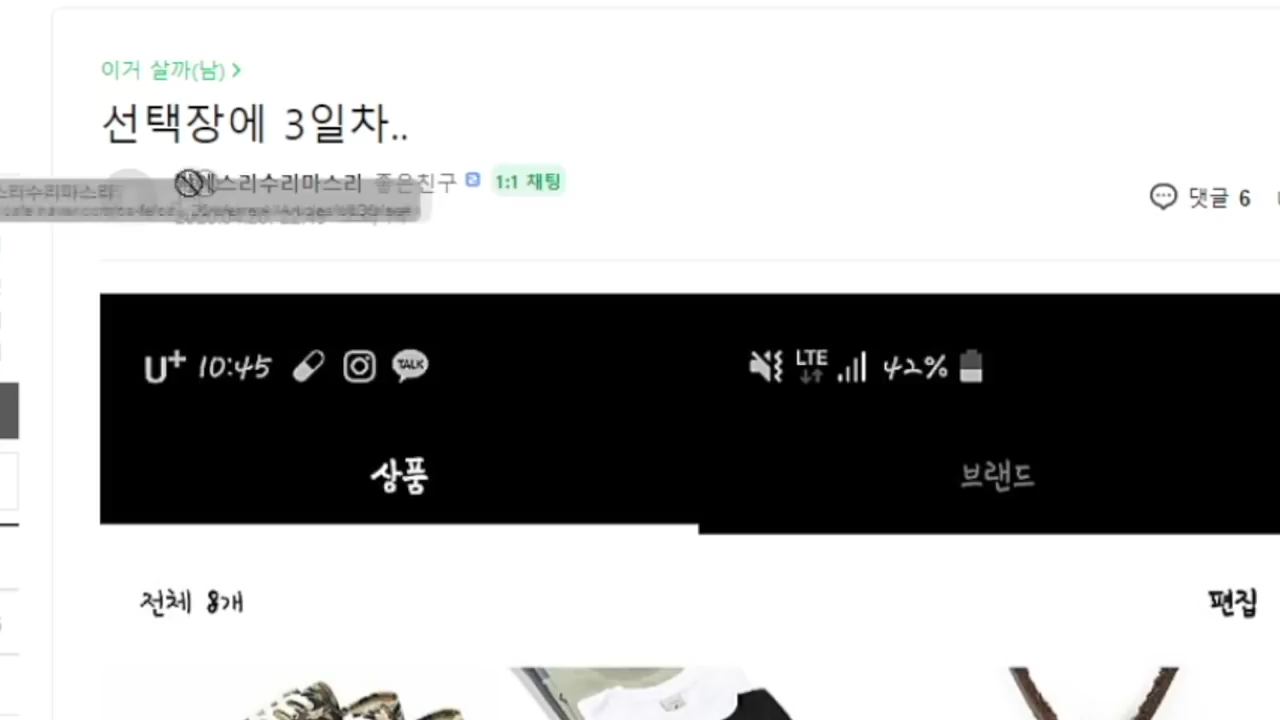 이거 살까(남) >
선택장에 3일차..
스리수리마스리 좋은친구 1:1 채팅
댓글 6
U+ 10:45 TALK LTE 42%
상품 브랜드
전체 8개 편집